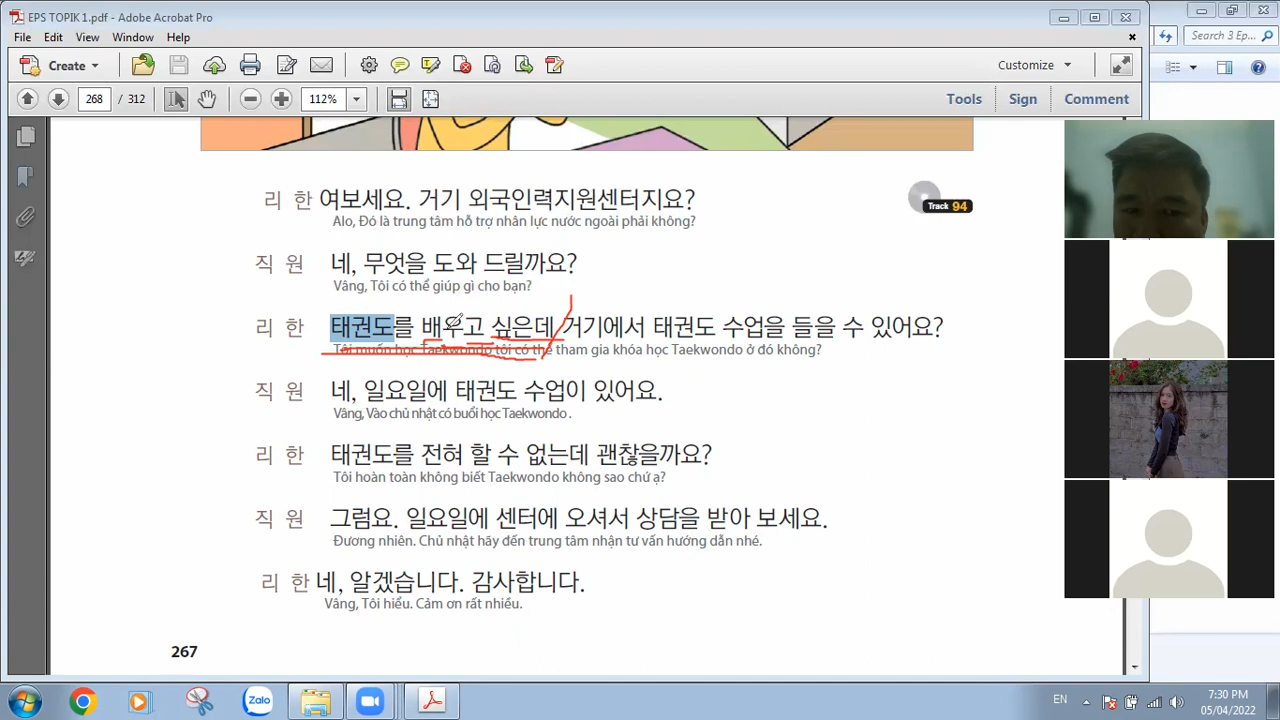 EPS TOPIK 1.pdf - Adobe Acrobat Pro
File Edit View Window Help
Search 3 Ep...
Create
Customize
268 / 312
112%
Tools Sign Comment
리 한 여보세요. 거기 외국인력지원센터지요?
Alo, Đó là trung tâm hỗ trợ nhân lực nước ngoài phải không?
Track 94
직 원 네, 무엇을 도와 드릴까요?
Vâng, Tôi có thể giúp gì cho bạn?
리 한 태권도를 배우고 싶은데 거기에서 태권도 수업을 들을 수 있어요?
Tôi muốn học Taekwondo tôi có thể tham gia khóa học Taekwondo ở đó không?
직 원 네, 일요일에 태권도 수업이 있어요.
Vâng, Vào chủ nhật có buổi học Taekwondo .
리 한 태권도를 전혀 할 수 없는데 괜찮을까요?
Tôi hoàn toàn không biết Taekwondo không sao chứ ạ?
직 원 그럼요. 일요일에 센터에 오셔서 상담을 받아 보세요.
Đương nhiên. Chủ nhật hãy đến trung tâm nhận tư vấn hướng dẫn nhé.
리 한 네, 알겠습니다. 감사합니다.
Vâng, Tôi hiểu. Cảm ơn rất nhiều.
267
Zalo
EN
7:30 PM
05/04/2022